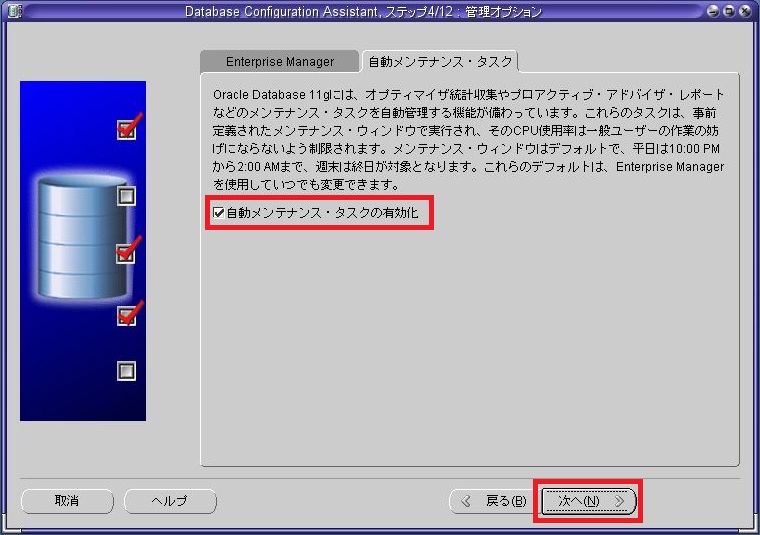 Database Configuration Assistant, ステップ4/12 : 管理オプション
Enterprise Manager
自動メンテナンス・タスク
Oracle Database 11gには、オプティマイザ統計収集やプロアクティブ・アドバイザ・レポート
などのメンテナンス・タスクを自動管理する機能が備わっています。これらのタスクは、事前
定義されたメンテナンス・ウィンドウで実行され、そのCPU使用率は一般ユーザーの作業の妨
げにならないよう制限されます。メンテナンス・ウィンドウはデフォルトで、平日は10:00 PM
から2:00 AMまで、週末は終日が対象となります。これらのデフォルトは、Enterprise Manager
を使用していつでも変更できます。
自動メンテナンス・タスクの有効化
取消
ヘルプ
戻る(B)
次へ(N)